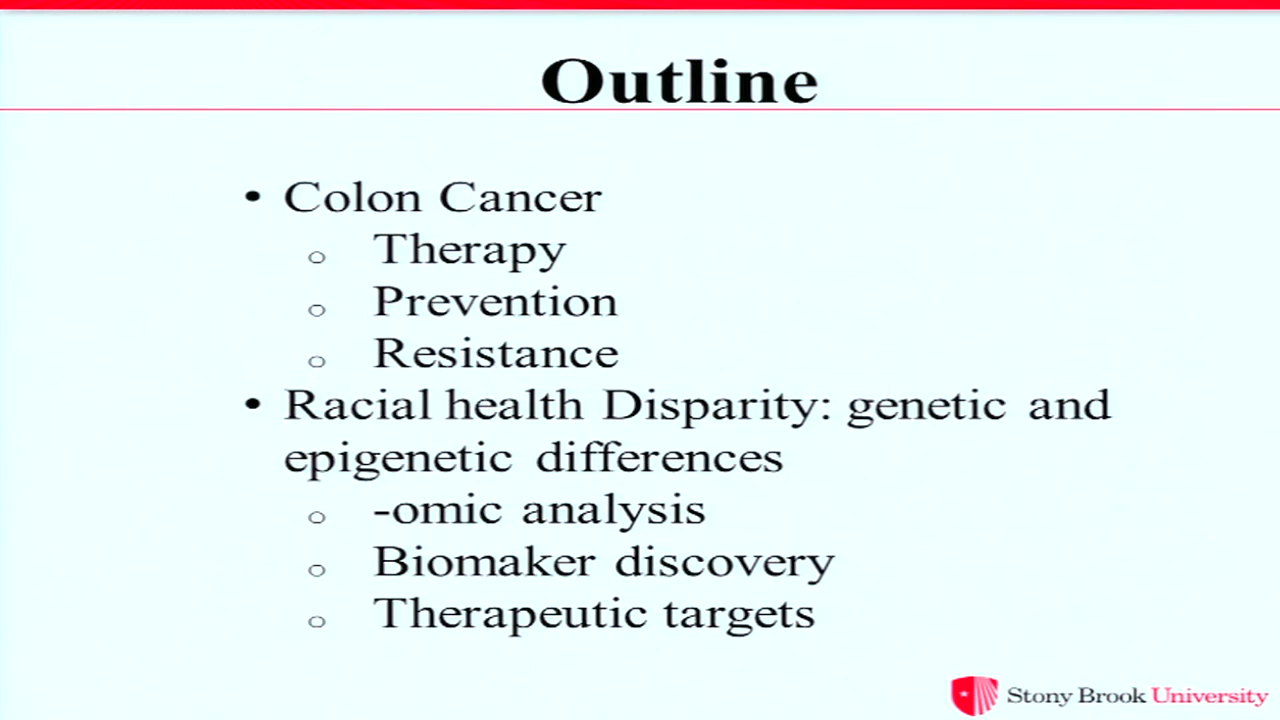 Outline
• Colon Cancer
o Therapy
o Prevention
o Resistance
• Racial health Disparity: genetic and
epigenetic differences
o -omic analysis
o Biomaker discovery
o Therapeutic targets
Stony Brook University